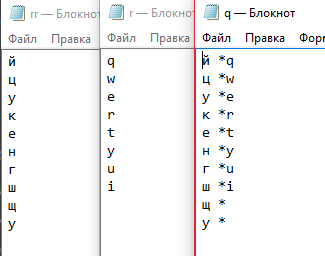 rr — Блокнот
Файл Правка
й
ц
у
к
е
н
г
ш
щ
у
r — Блокнот
Файл Правка
q
w
e
r
t
y
u
i
q — Блокнот
Файл Правка Форм
й *q
ц *w
у *e
к *r
е *t
н *y
г *u
ш *i
щ *
у *